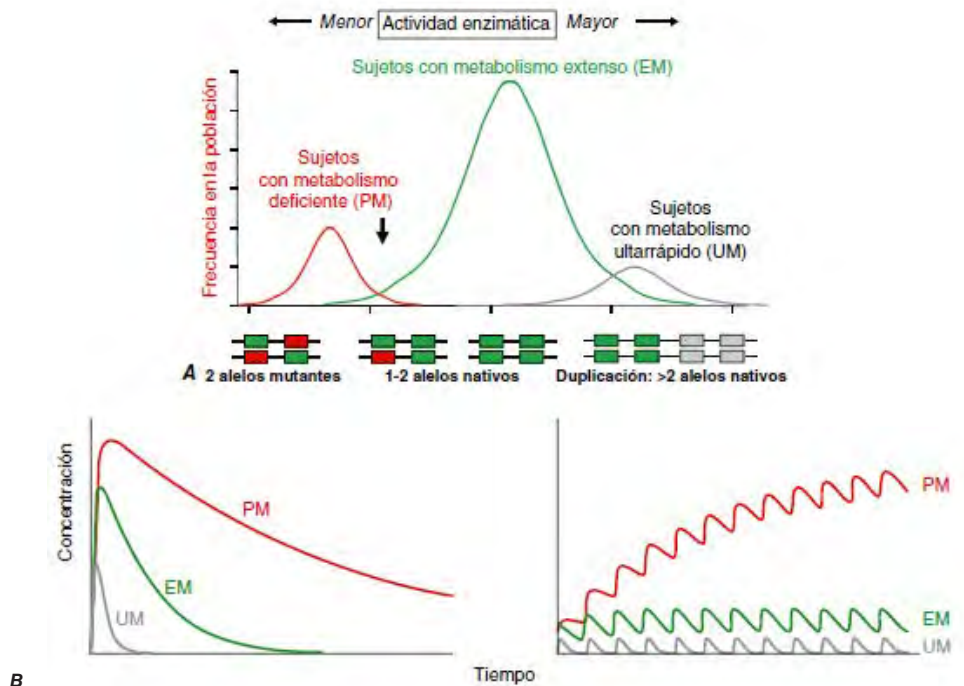 Menor Actividad enzimática Mayor
Sujetos con metabolismo extenso (EM)
Frecuencia en la población
Sujetos
con metabolismo
deficiente (PM)
Sujetos
con metabolismo
ultarrápido (UM)
A 2 alelos mutantes 1-2 alelos nativos Duplicación: >2 alelos nativos
Concentración
PM
EM
UM
PM
EM
UM
Tiempo
B